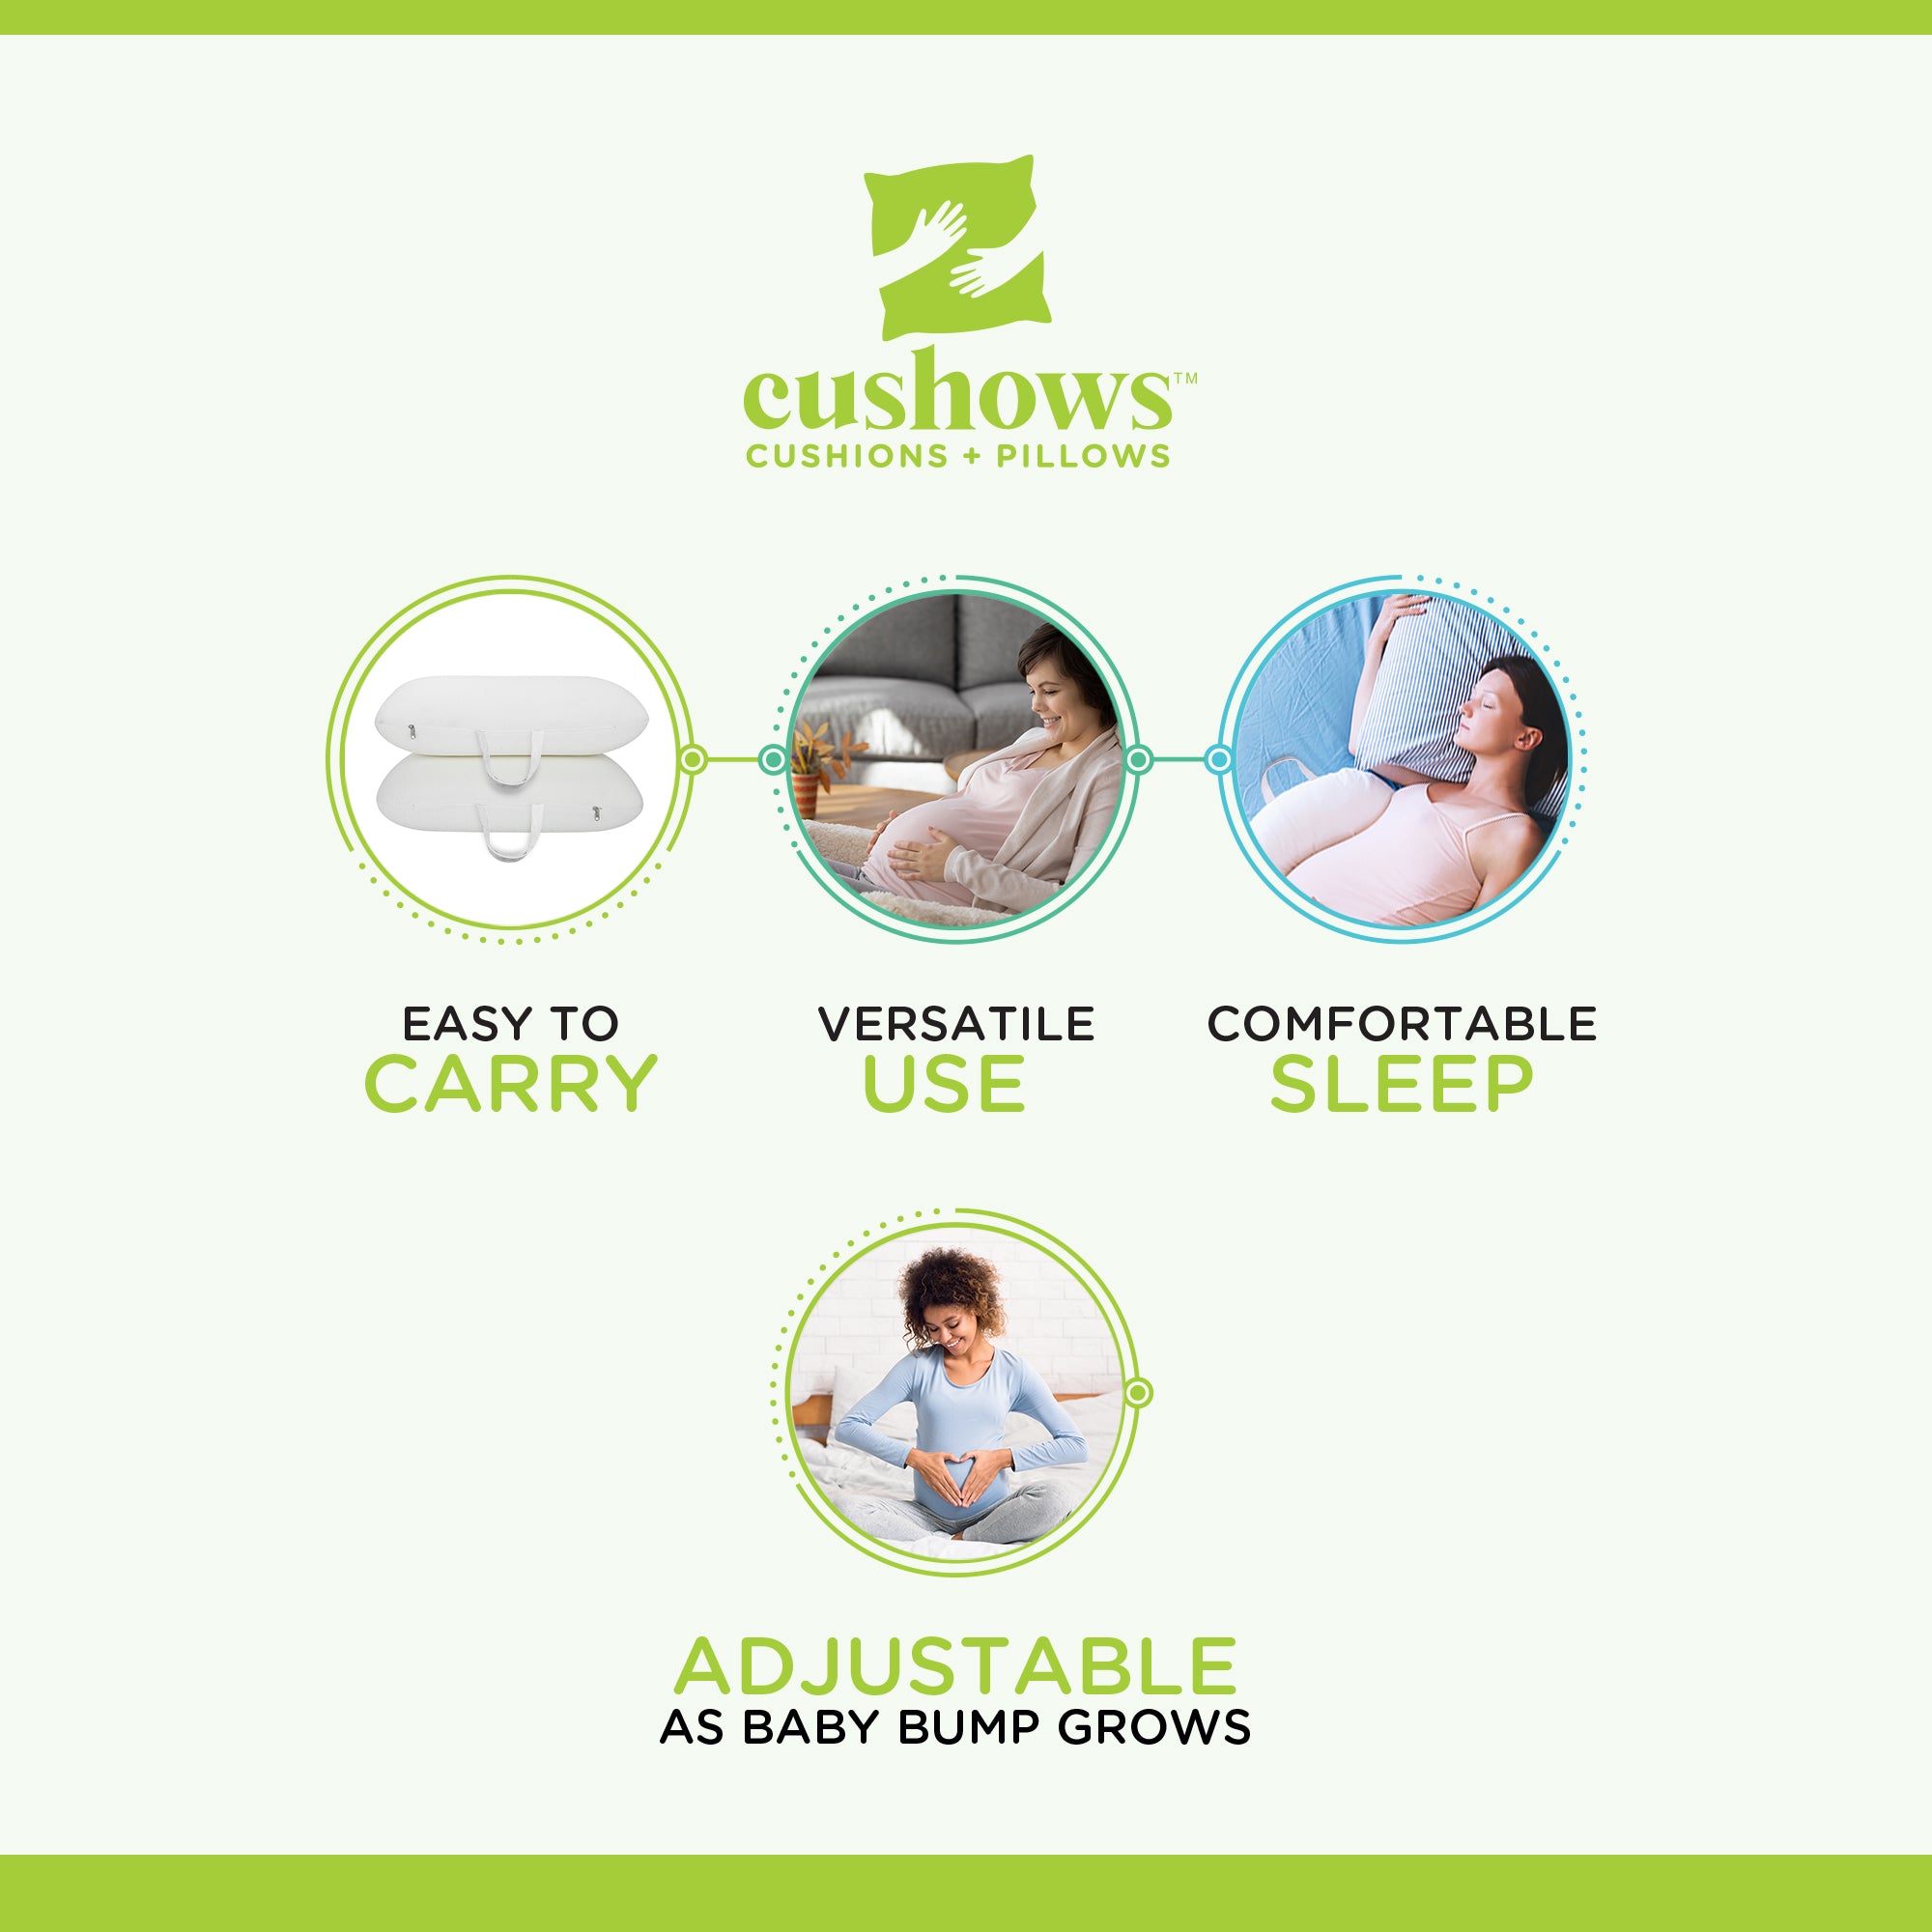 cushows™
CUSHIONS + PILLOWS
EASY TO
CARRY
VERSATILE
USE
COMFORTABLE
SLEEP
ADJUSTABLE
AS BABY BUMP GROWS